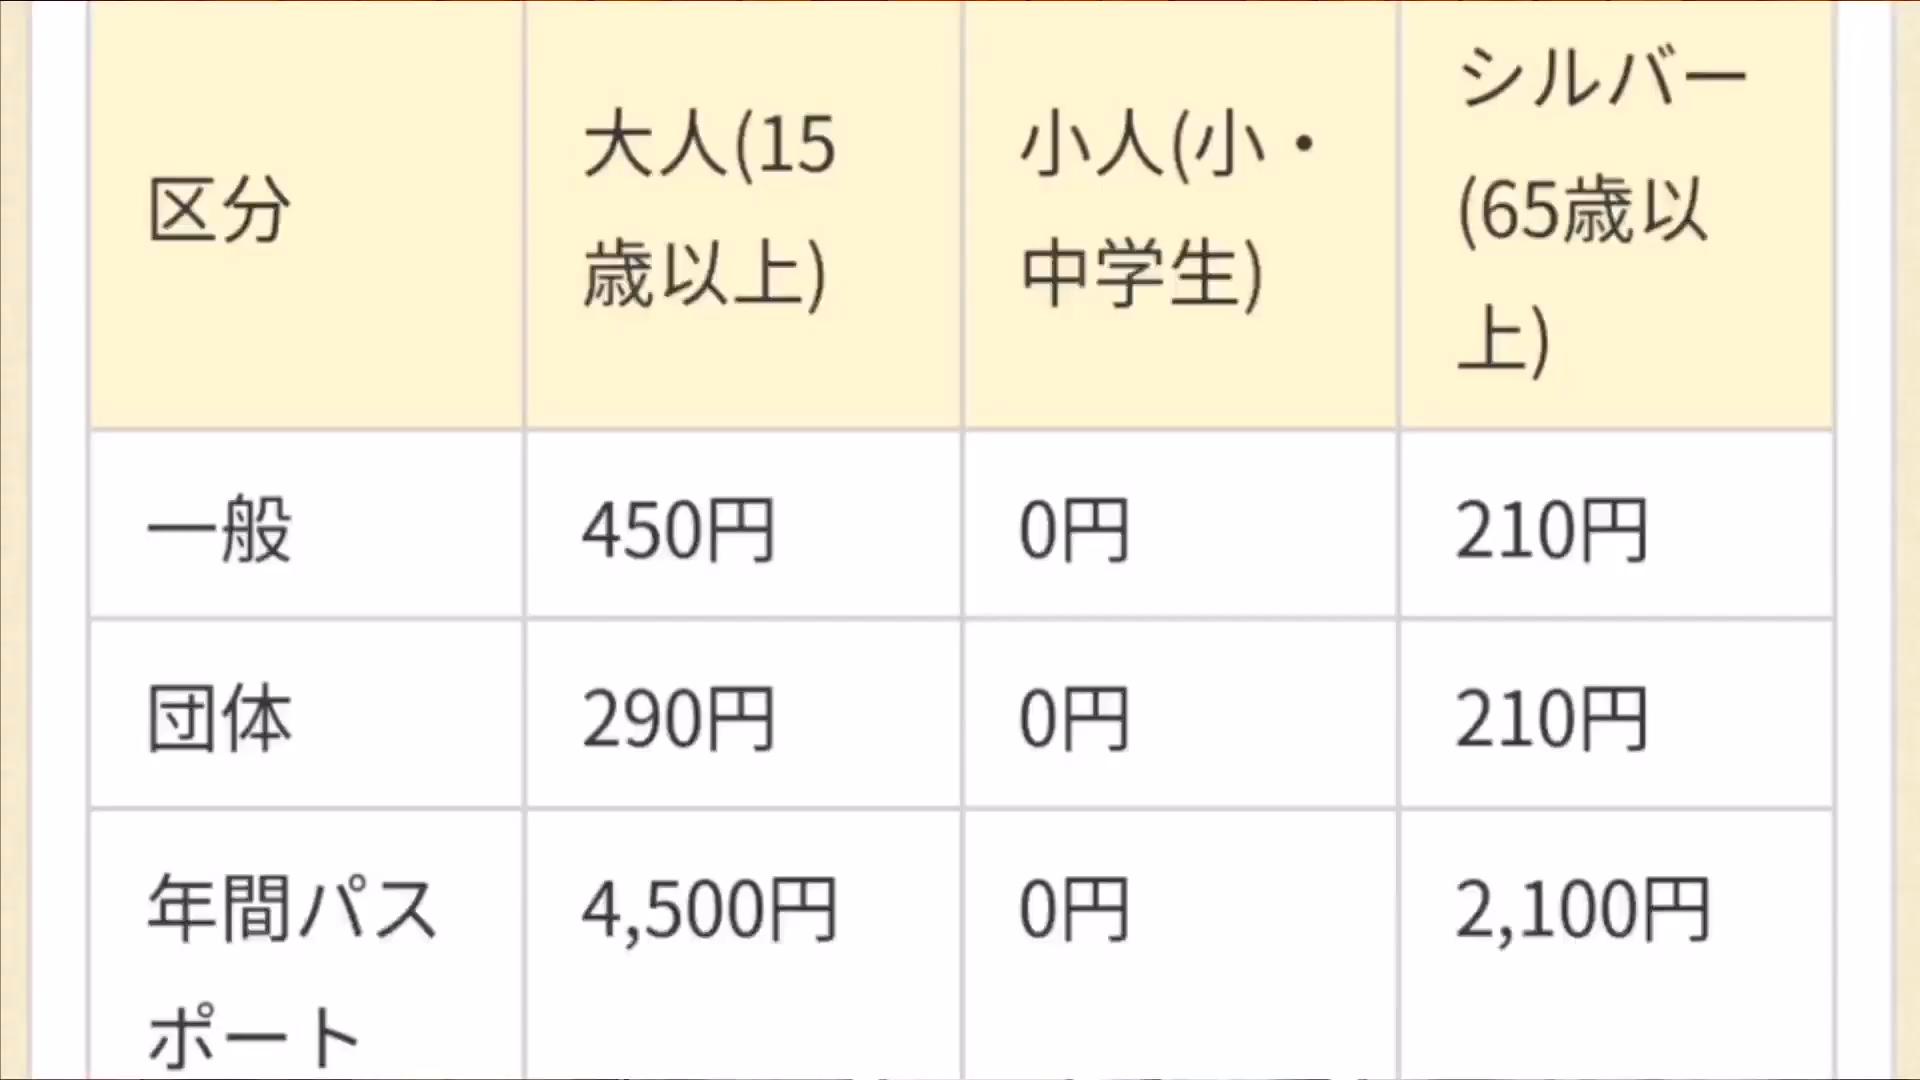 区分
大人(15
歳以上)
小人(小・
中学生)
シルバー
(65歳以
上)
一般
450円
0円
210円
団体
290円
0円
210円
年間パス
ポート
4,500円
0円
2,100円